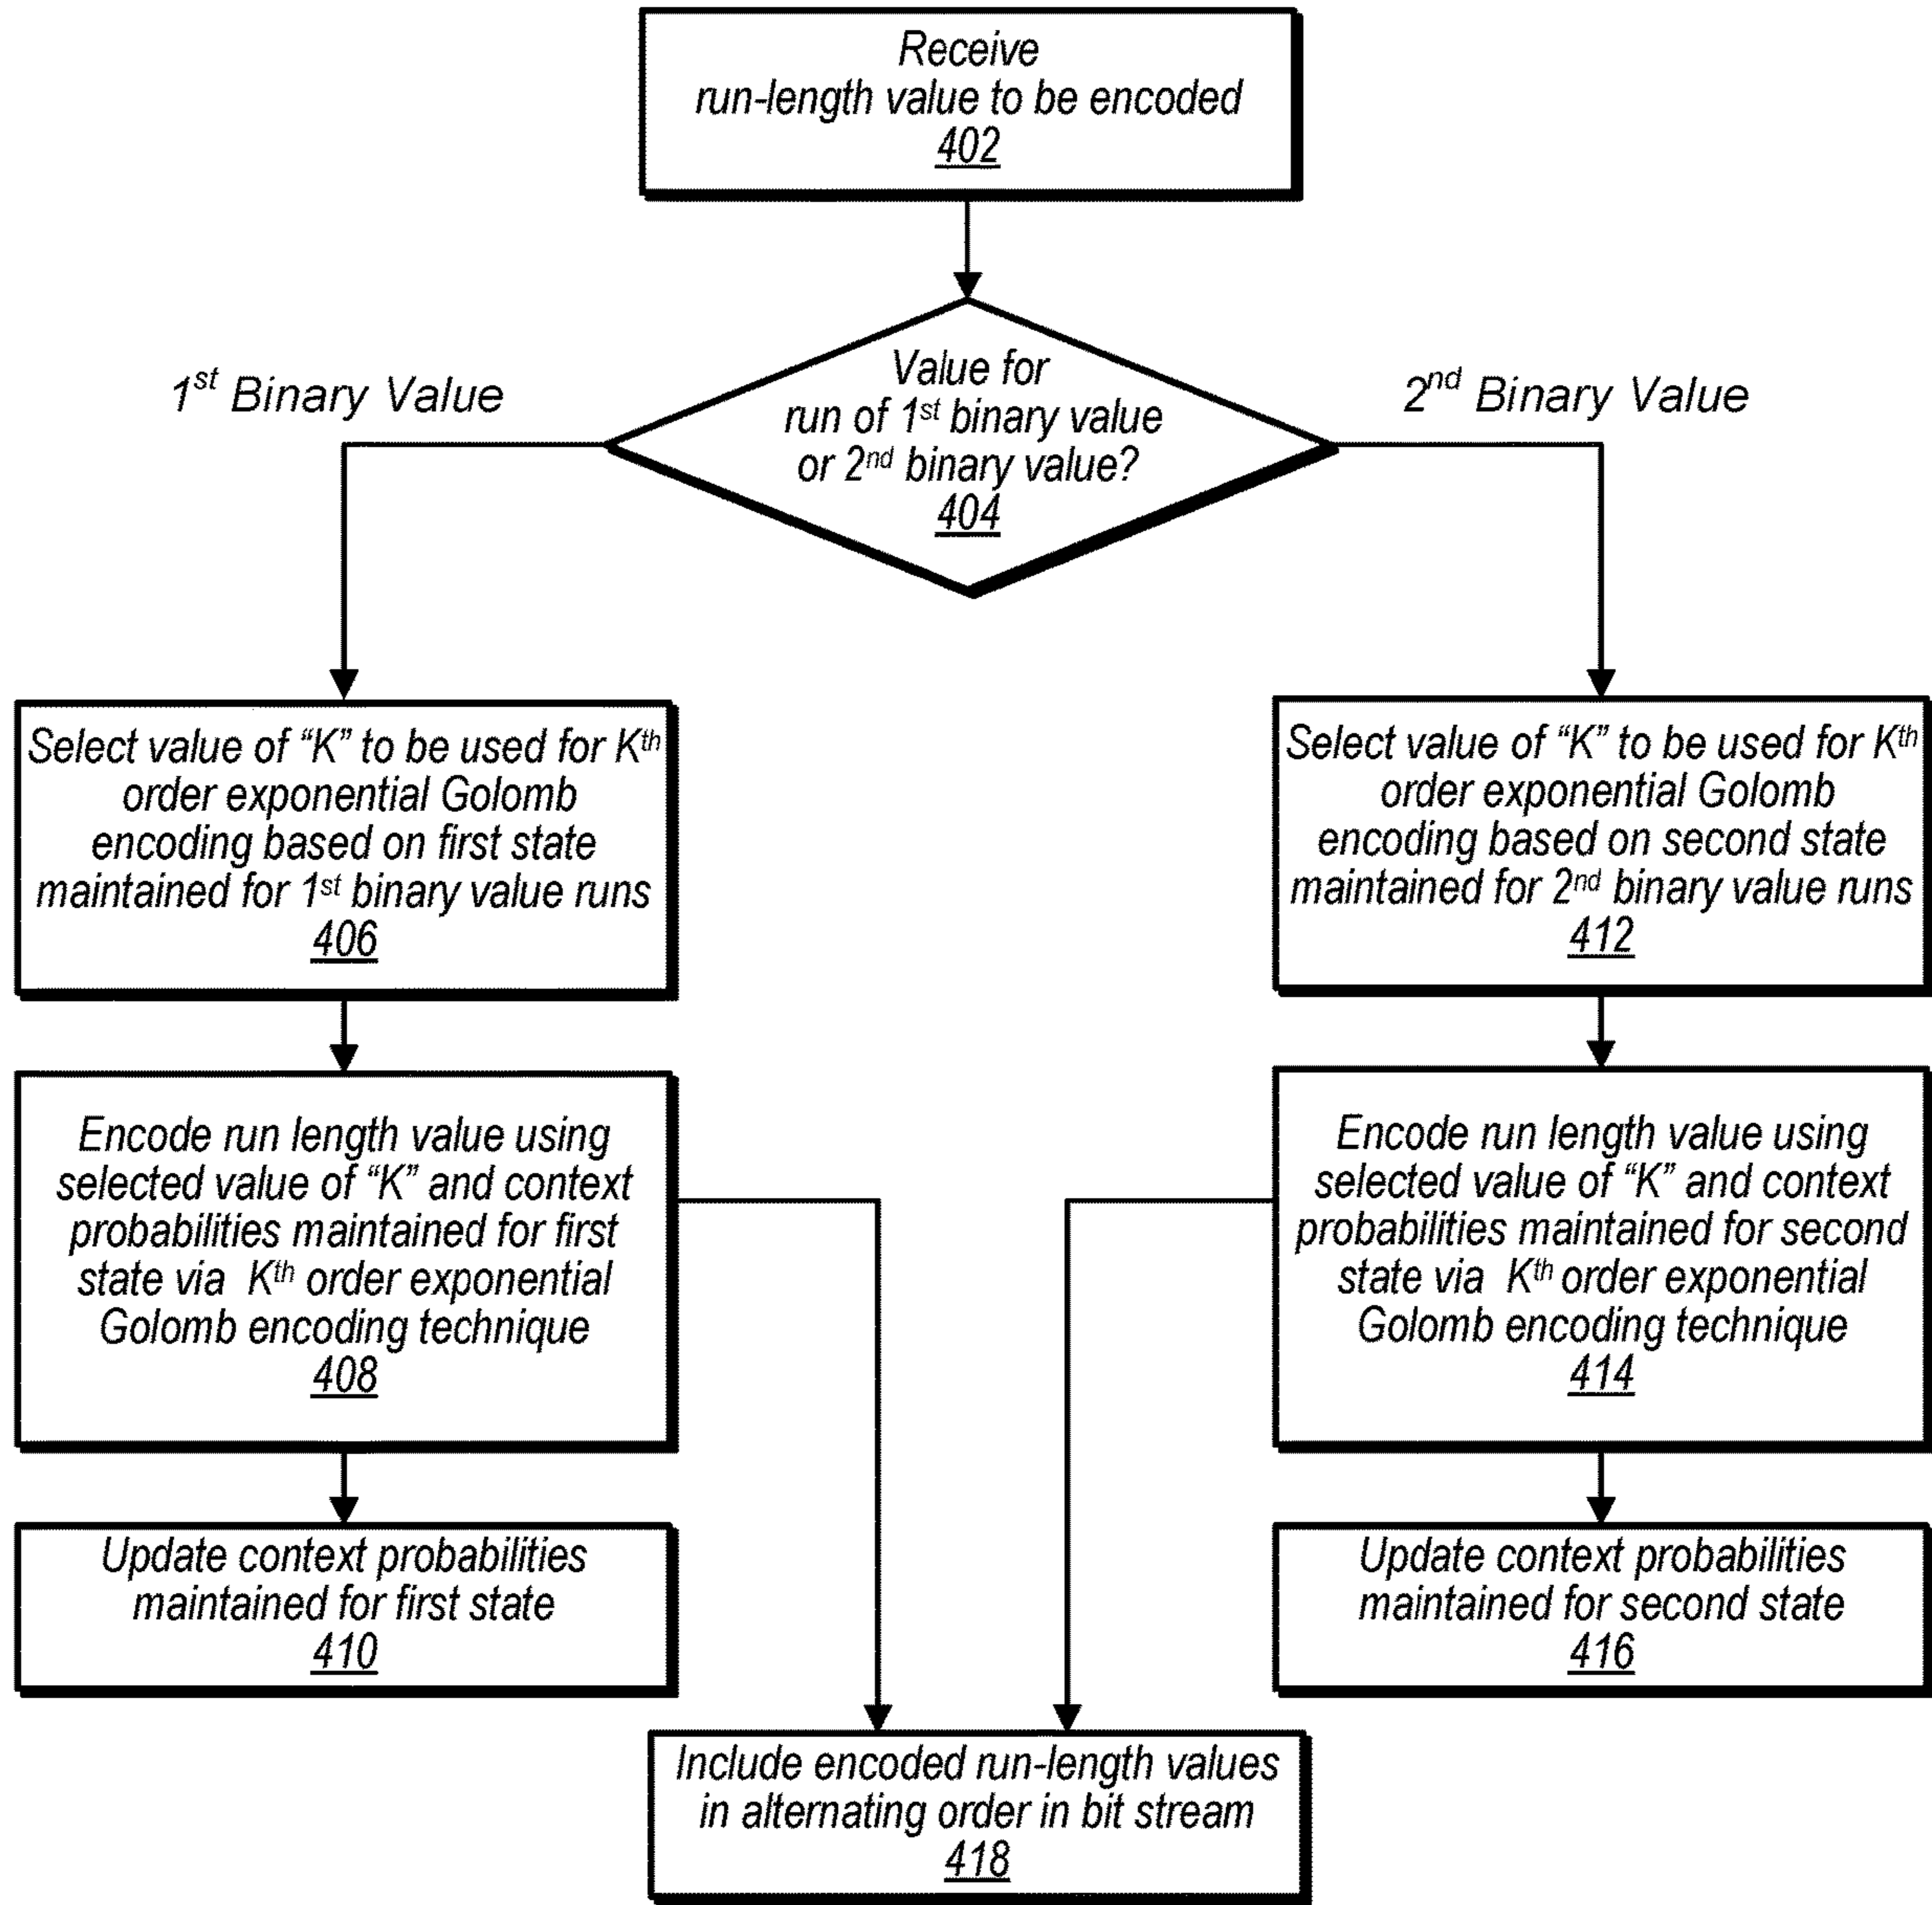 Receive
run-length value to be encoded
402
Value for
run of 1st binary value
or 2nd binary value?
404
1st Binary Value
2nd Binary Value
Select value of “K” to be used for Kth
order exponential Golomb
encoding based on first state
maintained for 1st binary value runs
406
Select value of “K” to be used for Kth
order exponential Golomb
encoding based on second state
maintained for 2nd binary value runs
412
Encode run length value using
selected value of “K” and context
probabilities maintained for first
state via Kth order exponential
Golomb encoding technique
408
Encode run length value using
selected value of “K” and context
probabilities maintained for second
state via Kth order exponential
Golomb encoding technique
414
Update context probabilities
maintained for first state
410
Update context probabilities
maintained for second state
416
Include encoded run-length values
in alternating order in bit stream
418